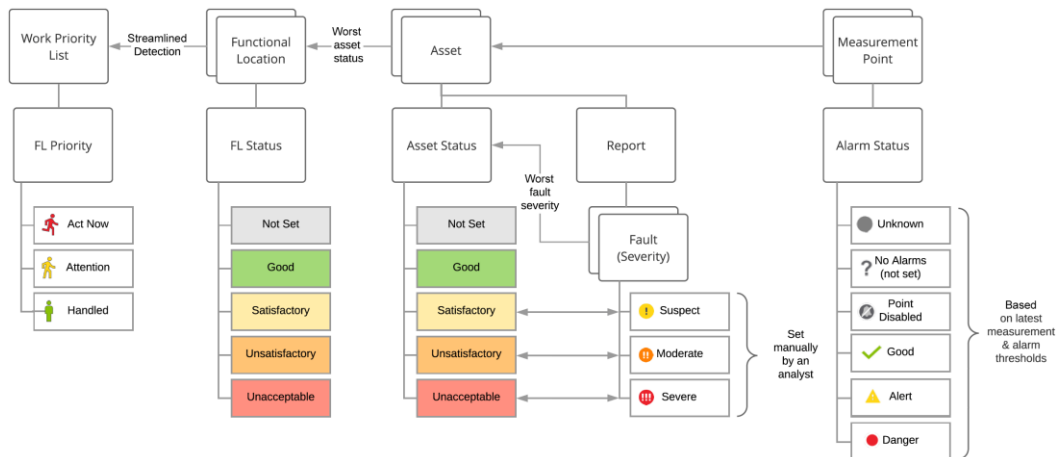 Work Priority
List
Streamlined
Detection
Functional
Location
Worst
asset
status
Asset
Measurement
Point
FL Priority
FL Status
Asset Status
Report
Alarm Status
Worst
fault
severity
Act Now
Attention
Handled
Not Set
Good
Satisfactory
Unsatisfactory
Unacceptable
Not Set
Good
Satisfactory
Unsatisfactory
Unacceptable
Fault
(Severity)
! Suspect
!! Moderate
!!! Severe
Set
manually
by an
analyst
Unknown
? No Alarms
(not set)
Point
Disabled
Good
! Alert
Danger
Based
on latest
measurement
& alarm
thresholds